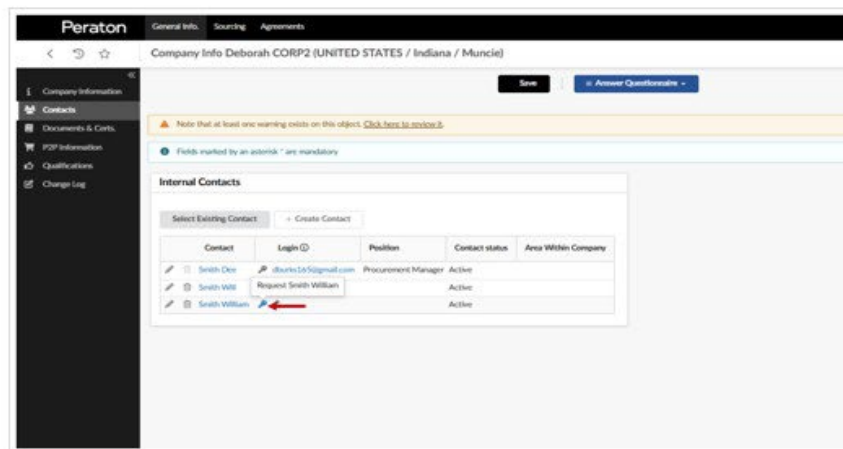 Peraton
General Info. Sourcing Agreements
Company Info Deborah CORP2 (UNITED STATES / Indiana / Muncie)
Company Information
Contacts
Documents & Certs.
P2P Information
Qualifications
Change Log
Save
Answer Questionnaire
Note that at least one warning exists on this object. Click here to review it.
Fields marked by an asterisk * are mandatory
Internal Contacts
Select Existing Contact + Create Contact
Contact Login Position Contact status Area Within Company
Smith Dee Procurement Manager Active
Smith Will Active
Request Smith William
Smith William Active